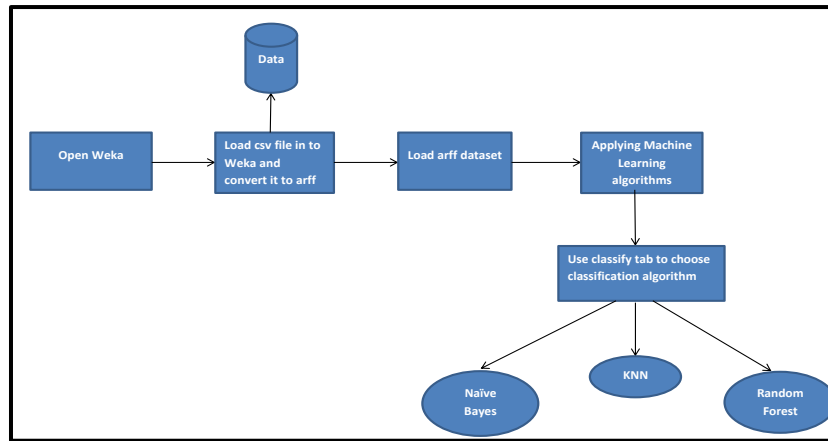 Data
Open Weka
Load csv file in to
Weka and
convert it to arff
Load arff dataset
Applying Machine
Learning
algorithms
Use classify tab to choose
classification algorithm
Naïve
Bayes
KNN
Random
Forest